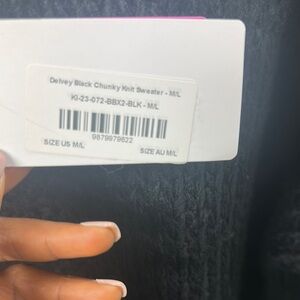 Delvey Black Chunky Knit Sweater - M/L
KI-23-072-BBX2-BLK - M/L
9879979622
SIZE US M/L
SIZE AU M/L